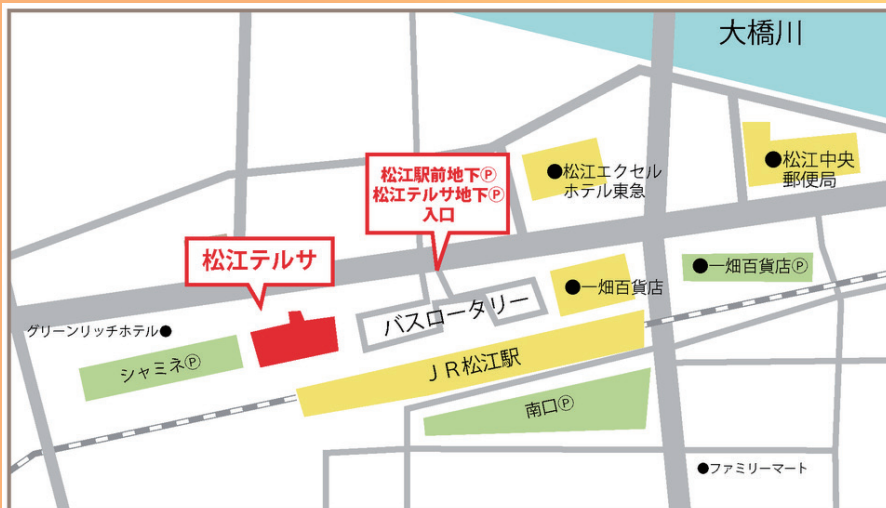 大橋川
松江駅前地下Ⓟ
松江テルサ地下Ⓟ
入口
●松江エクセル
ホテル東急
●松江中央
郵便局
松江テルサ
●一畑百貨店
●一畑百貨店Ⓟ
バスロータリー
グリーンリッチホテル●
シャミネⓅ
ＪＲ松江駅
南口Ⓟ
●ファミリーマート